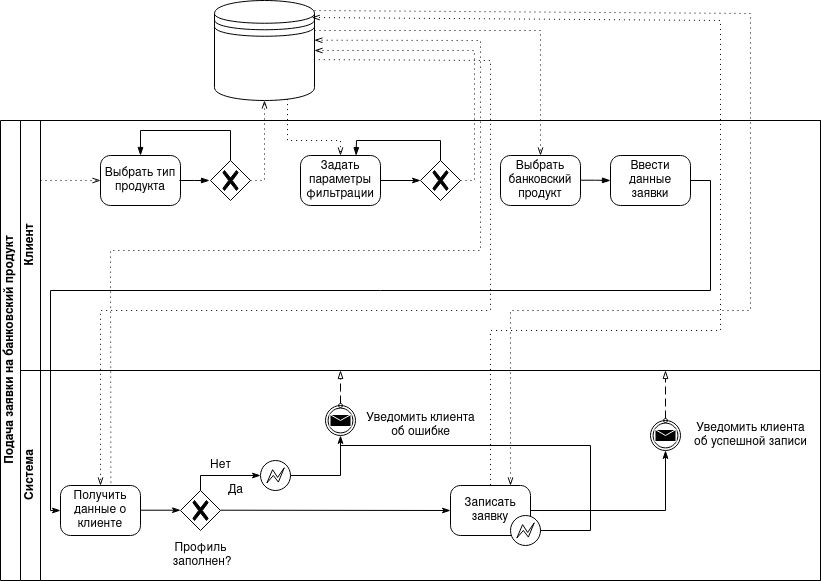 Подача заявки на банковский продукт
Клиент
Выбрать тип
продукта
Задать
параметры
фильтрации
Выбрать
банковский
продукт
Ввести
данные
заявки
Система
Уведомить клиента
об ошибке
Уведомить клиента
об успешной записи
Нет
Да
Получить
данные о
клиенте
Записать
заявку
Профиль
заполнен?